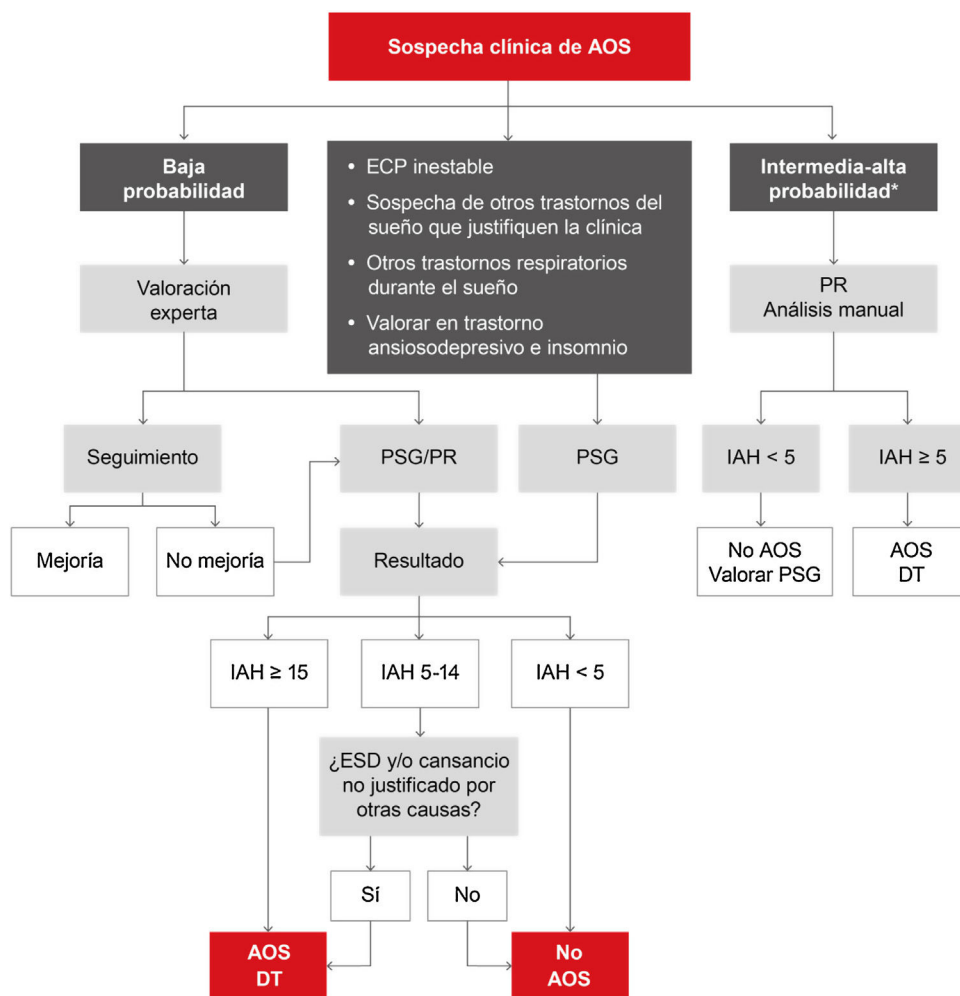 Sospecha clínica de AOS
Baja
probabilidad
• ECP inestable
• Sospecha de otros trastornos del
sueño que justifiquen la clínica
• Otros trastornos respiratorios
durante el sueño
• Valorar en trastorno
ansiosodepresivo e insomnio
Intermedia-alta
probabilidad*
Valoración
experta
PR
Análisis manual
Seguimiento
PSG/PR
PSG
IAH < 5
IAH ≥ 5
Mejoría
No mejoría
Resultado
No AOS
Valorar PSG
AOS
DT
IAH ≥ 15
IAH 5-14
IAH < 5
¿ESD y/o cansancio
no justificado por
otras causas?
Sí
No
AOS
DT
No
AOS